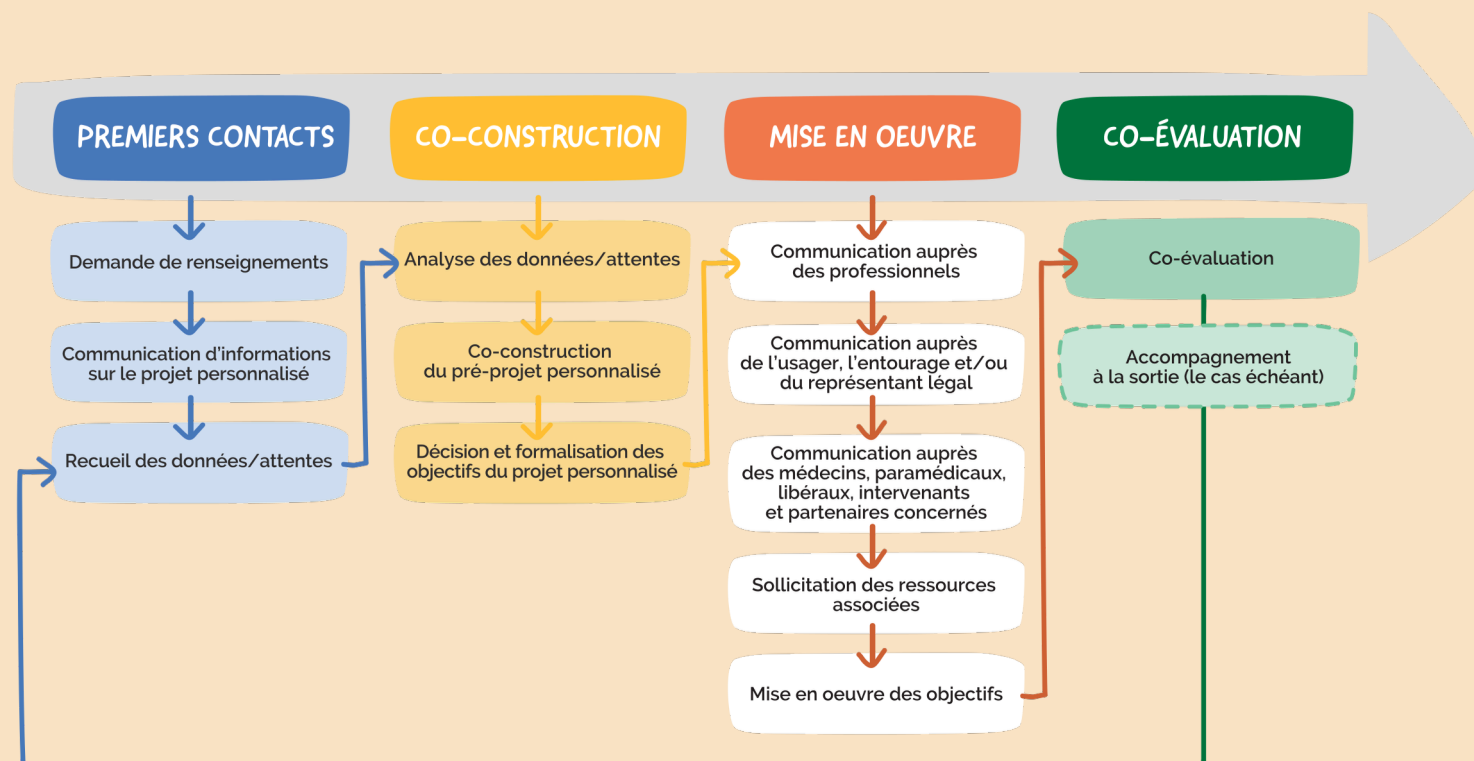 PREMIERS CONTACTS
Demande de renseignements
Communication d'informations
sur le projet personnalisé
Recueil des données/attentes
CO-CONSTRUCTION
Analyse des données/attentes
Co-construction
du pré-projet personnalisé
Décision et formalisation des
objectifs du projet personnalisé
MISE EN OEUVRE
Communication auprès
des professionnels
Communication auprès
de l'usager, l'entourage et/ou
du représentant légal
Communication auprès
des médecins, paramédicaux,
libéraux, intervenants
et partenaires concernés
Sollicitation des ressources
associées
Mise en oeuvre des objectifs
CO-ÉVALUATION
Co-évaluation
Accompagnement
à la sortie (le cas échéant)